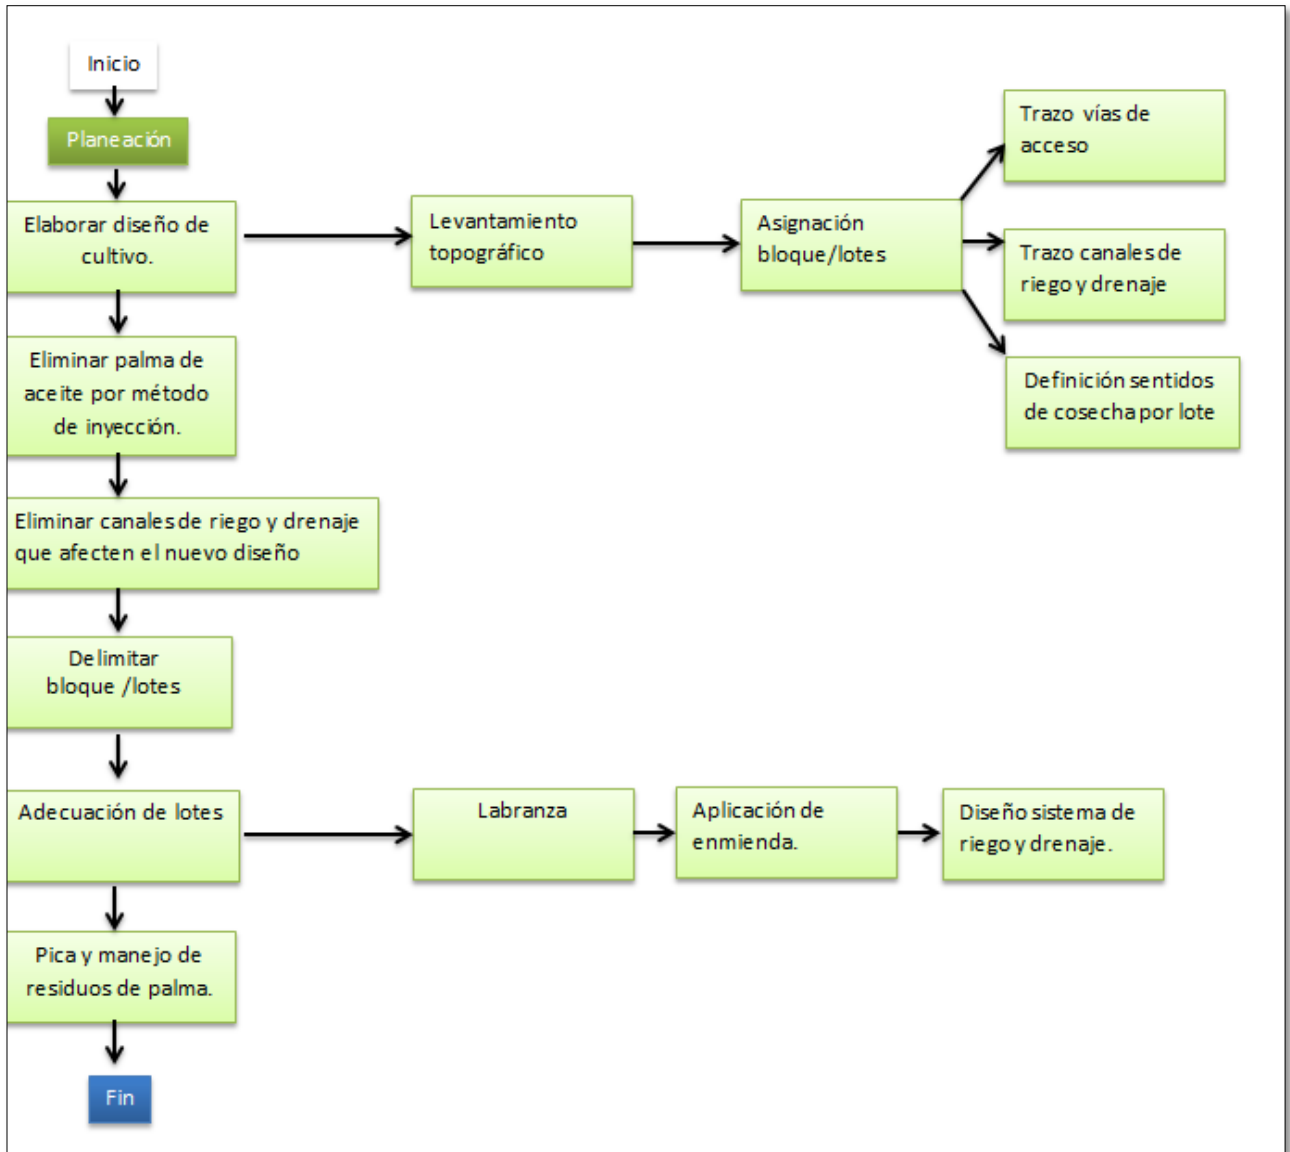 Inicio
Planeación
Elaborar diseño de
cultivo.
Levantamiento
topográfico
Asignación
bloque/lotes
Trazo vías de
acceso
Trazo canales de
riego y drenaje
Definición sentidos
de cosecha por lote
Eliminar palma de
aceite por método
de inyección.
Eliminar canales de riego y drenaje
que afecten el nuevo diseño
Delimitar
bloque /lotes
Adecuación de lotes
Labranza
Aplicación de
enmienda.
Diseño sistema de
riego y drenaje.
Pica y manejo de
residuos de palma.
Fin